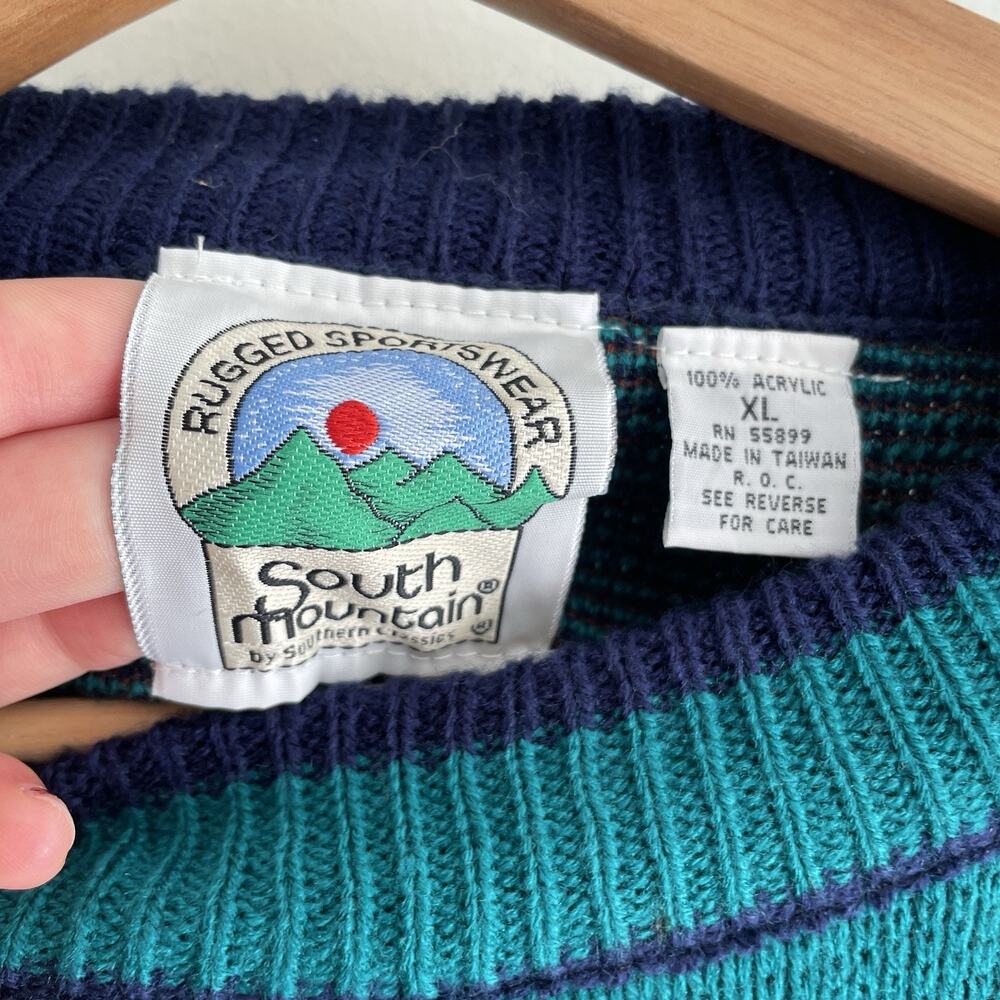 RUGGED SPORTSWEAR
South
mountain®
by Southern Classics ®
100% ACRYLIC
XL
RN 55899
MADE IN TAIWAN
R. O. C.
SEE REVERSE
FOR CARE